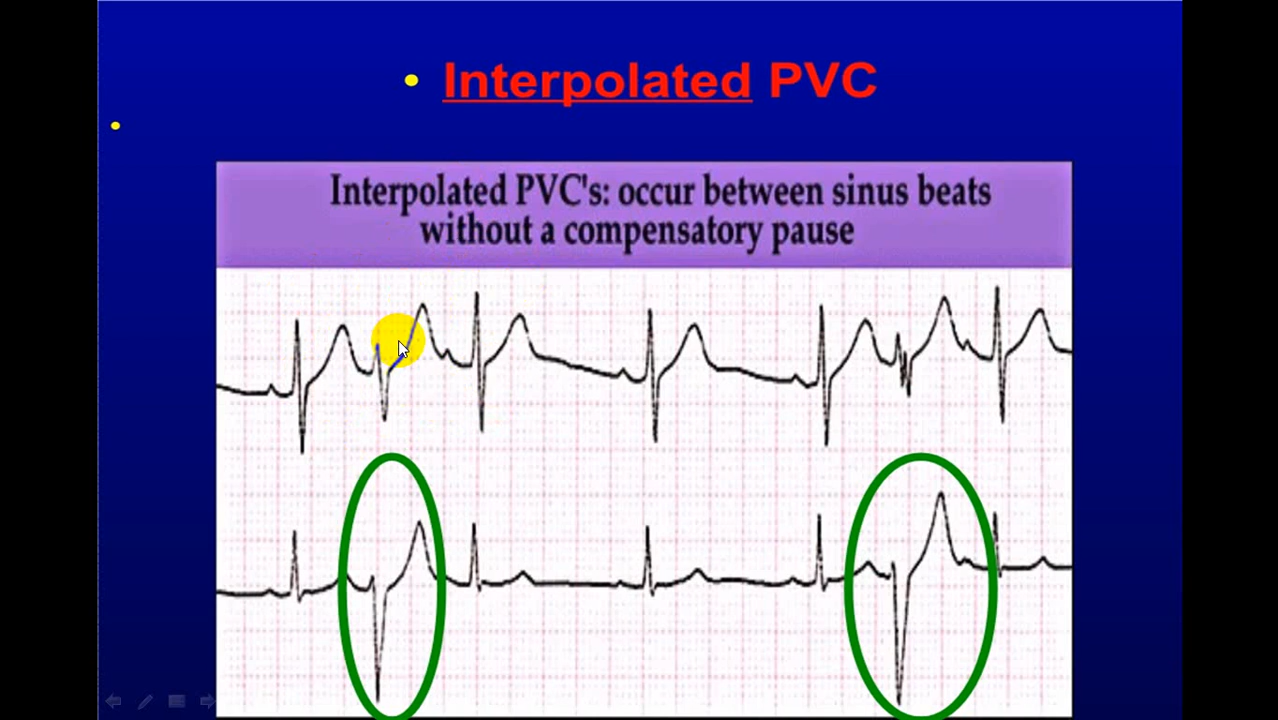 Interpolated PVC
Interpolated PVC's: occur between sinus beats
without a compensatory pause